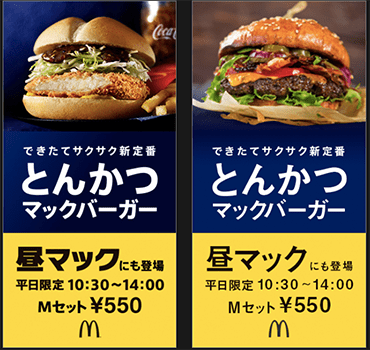 Coca-Cola
できたてサクサク新定番
とんかつ
マックバーガー
昼マックにも登場
平日限定 10:30～14:00
Mセット ¥550
できたてサクサク新定番
とんかつ
マックバーガー
昼マックにも登場
平日限定 10:30～14:00
Mセット ¥550